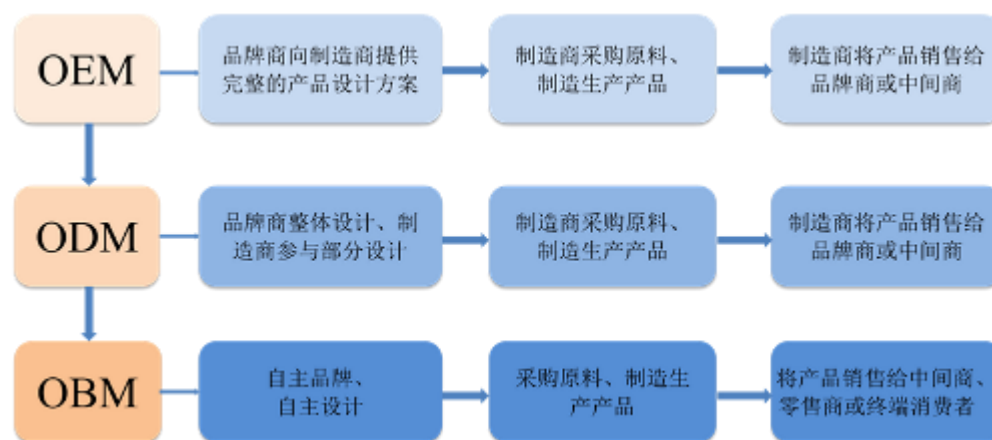 OEM
品牌商向制造商提供
完整的产品设计方案
制造商采购原料、
制造生产产品
制造商将产品销售给
品牌商或中间商
ODM
品牌商整体设计、制
造商参与部分设计
制造商采购原料、
制造生产产品
制造商将产品销售给
品牌商或中间商
OBM
自主品牌、
自主设计
采购原料、制造生
产产品
将产品销售给中间商、
零售商或终端消费者